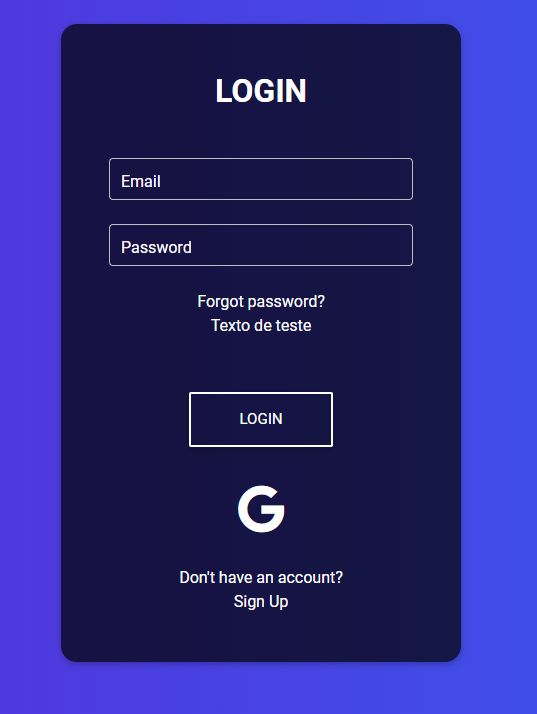 LOGIN
Email
Password
Forgot password?
Texto de teste
LOGIN
G
Don't have an account?
Sign Up